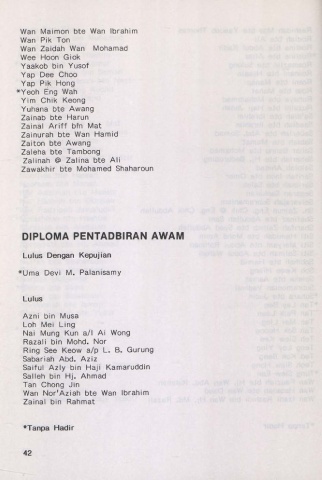 Wan Maimon bte Wan Ibrahim
Wan Pik Ton
Wan Zaidah Wan Mohamad
Wee Hoon Giok
Yaakob bin Yusof
Yap Dee Choo
Yap Pik Hong
*Yeoh Eng Wah
Yim Chik Keong
Yuhana bte Awang
Zainab bte Harun
Zainal Ariff bin Mat
Zainurah bte Wan Hamid
Zaiton bte Awang
Zaleha bte Tambong
Zalinah @ Zalina bte Ali
Zawakhir bte Mohamed Shaharoun
DIPLOMA PENTADBIRAN AWAM
Lulus Dengan Kepujian
*Uma Devi M. Palanisamy
Lulus
Azni bin Musa
Loh Mei Ling
Nai Mung Kun a/l Ai Wong
Razali bin Mohd. Nor
Ring See Keow a/p L. B. Gurung
Sabariah Abd. Aziz
Saiful Azly bin Haji Kamaruddin
Salleh bin Hj. Ahmad
Tan Chong Jin
Wan Nor'Aziah bte Wan Ibrahim
Zainal bin Rahmat
*Tanpa Hadir
42